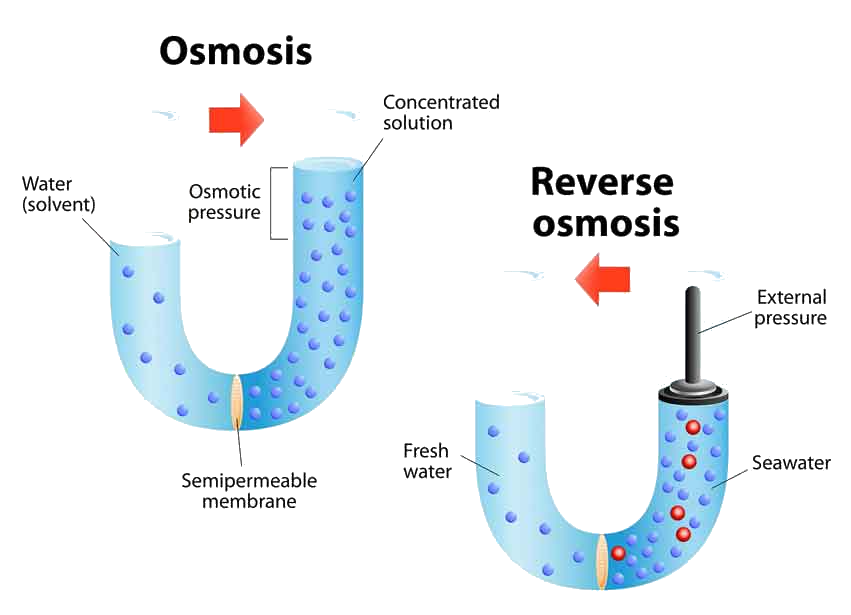 Osmosis
Concentrated
solution
Water
(solvent)
Osmotic
pressure
Semipermeable
membrane
Reverse
osmosis
External
pressure
Fresh
water
Seawater